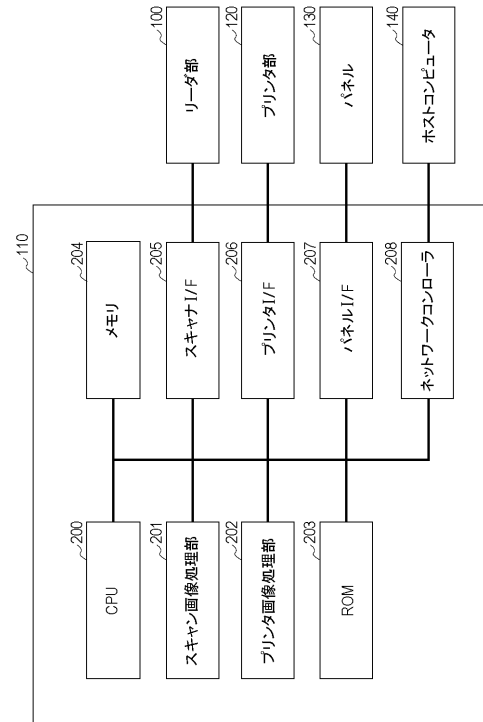 110
200
CPU
201
スキャン画像処理部
202
プリンタ画像処理部
203
ROM
204
メモリ
205
スキャナI/F
206
プリンタI/F
207
パネルI/F
208
ネットワークコントローラ
100
リーダ部
120
プリンタ部
130
パネル
140
ホストコンピュータ